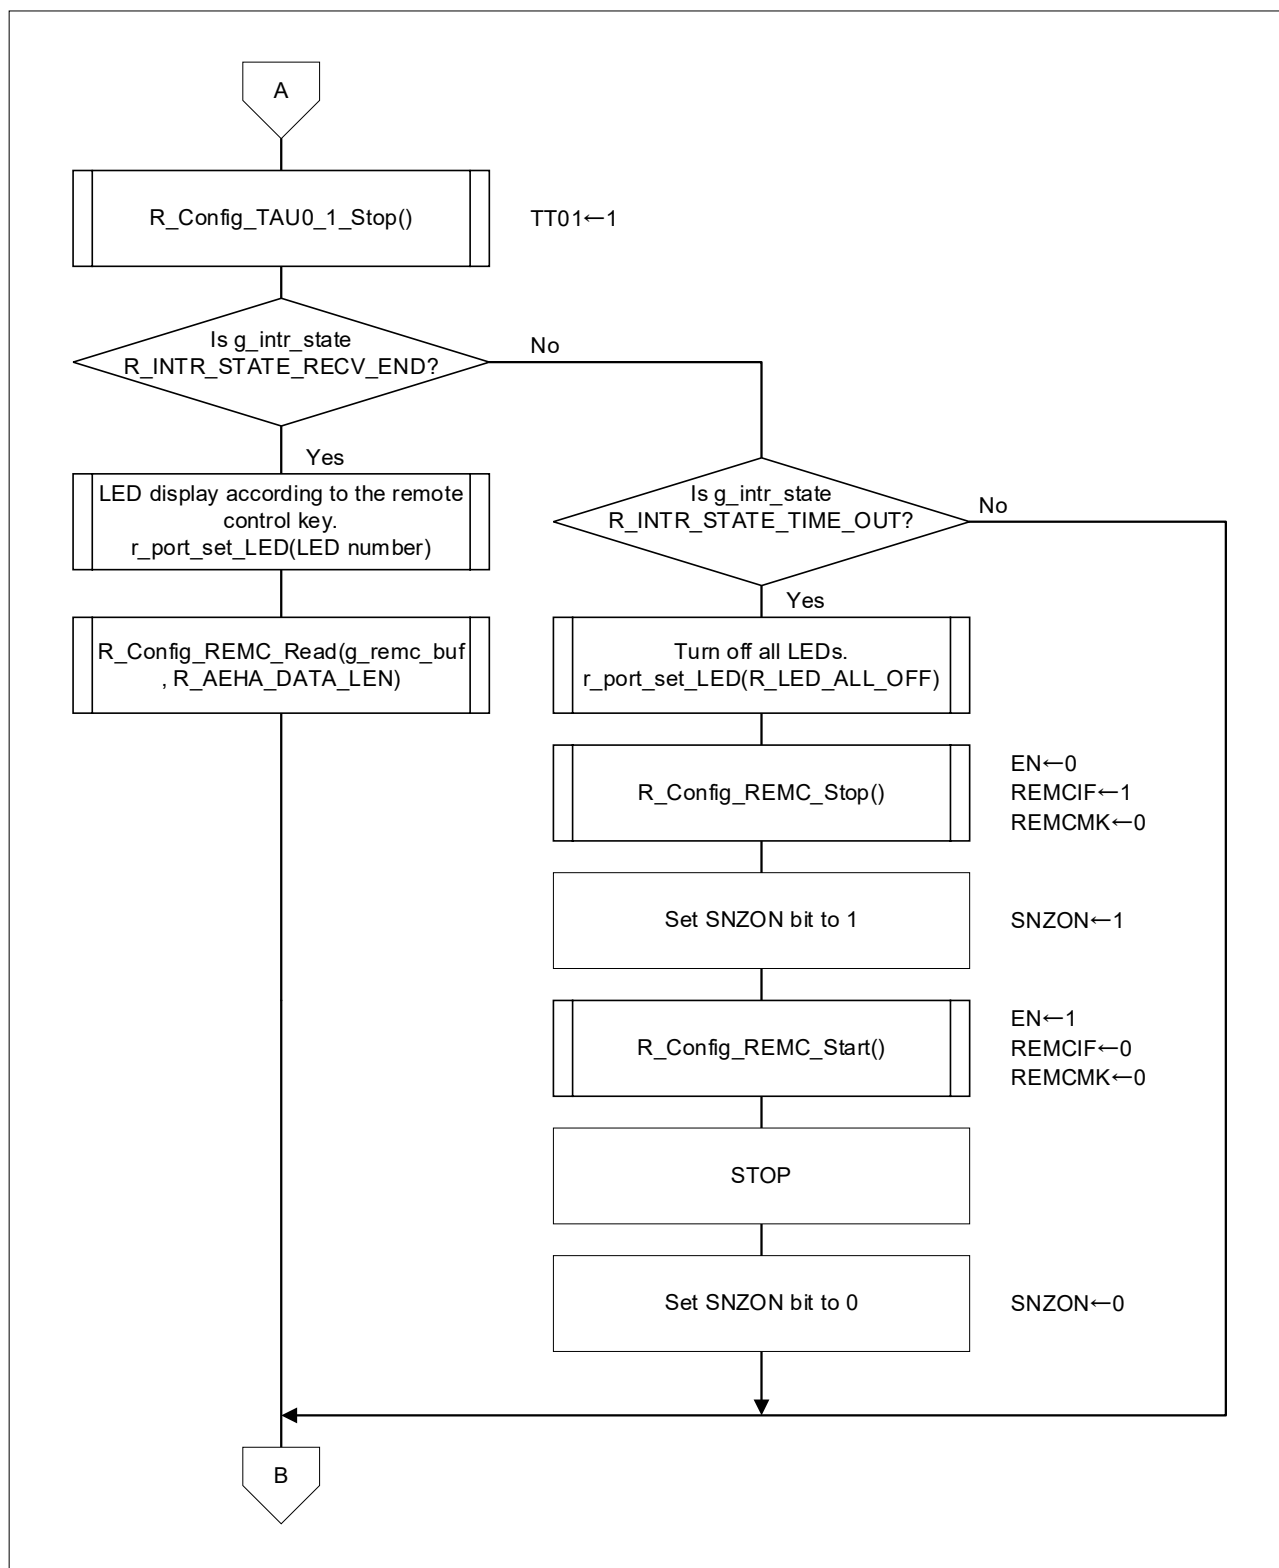 A
R_Config_TAU0_1_Stop()
TT01←1
Is g_intr_state
R_INTR_STATE_RECV_END?
No
Yes
LED display according to the remote
control key.
r_port_set_LED(LED number)
R_Config_REMC_Read(g_remc_buf
, R_AEHA_DATA_LEN)
Is g_intr_state
R_INTR_STATE_TIME_OUT?
No
Yes
Turn off all LEDs.
r_port_set_LED(R_LED_ALL_OFF)
R_Config_REMC_Stop()
EN←0
REMCIF←1
REMCMK←0
Set SNZON bit to 1
SNZON←1
R_Config_REMC_Start()
EN←1
REMCIF←0
REMCMK←0
STOP
Set SNZON bit to 0
SNZON←0
B